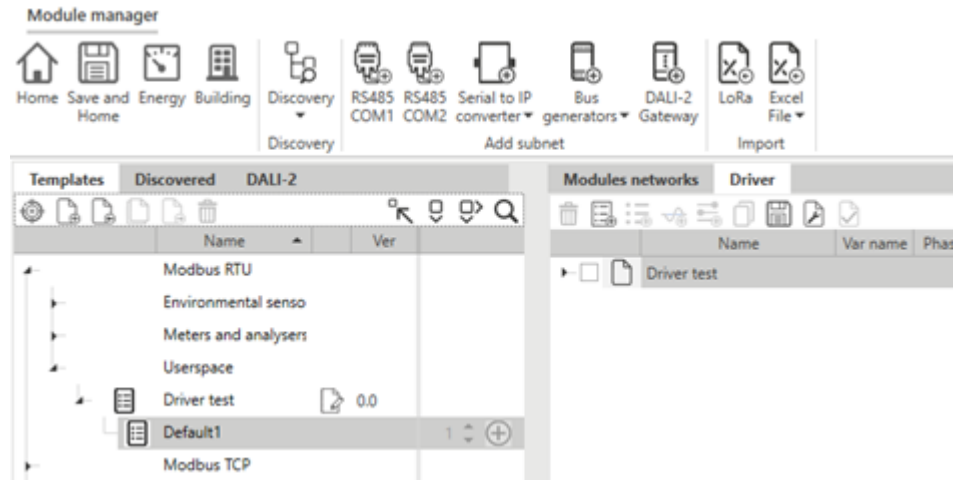 Module manager
Home Save and Home Energy Building Discovery RS485 COM1 RS485 COM2 Serial to IP converter Bus generators DALI-2 Gateway LoRa Excel File
Discovery Add subnet Import
Templates Discovered DALI-2 Modules networks Driver
Name Ver Name Var name Phas
Modbus RTU Driver test
Environmental senso
Meters and analysers
Userspace
Driver test 0.0
Default1 1
Modbus TCP